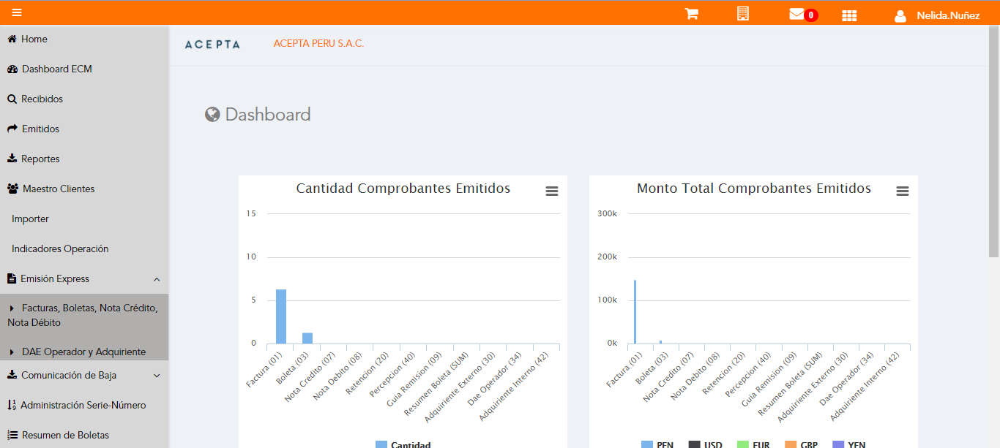 0
Nelida.Nuñez
Home
Dashboard ECM
Recibidos
Emitidos
Reportes
Maestro Clientes
Importer
Indicadores Operación
Emisión Express
Facturas, Boletas, Nota Crédito,
Nota Débito
DAE Operador y Adquiriente
Comunicación de Baja
Administración Serie-Número
Resumen de Boletas
ACEPTA
ACEPTA PERU S.A.C.
Dashboard
Cantidad Comprobantes Emitidos
15
10
5
0
Factura (01)
Boleta (03)
Nota Credito (07)
Nota Debito (08)
Retencion (20)
Percepcion (40)
Guia Remision (09)
Resumen Boleta (SUM)
Adquiriente Externo (30)
Dae Operador (34)
Adquiriente Interno (42)
Cantidad
Monto Total Comprobantes Emitidos
300k
200k
100k
0k
Factura (01)
Boleta (03)
Nota Credito (07)
Nota Debito (08)
Retencion (20)
Percepcion (40)
Guia Remision (09)
Resumen Boleta (SUM)
Adquiriente Externo (30)
Dae Operador (34)
Adquiriente Interno (42)
PEN USD EUR GBP YEN